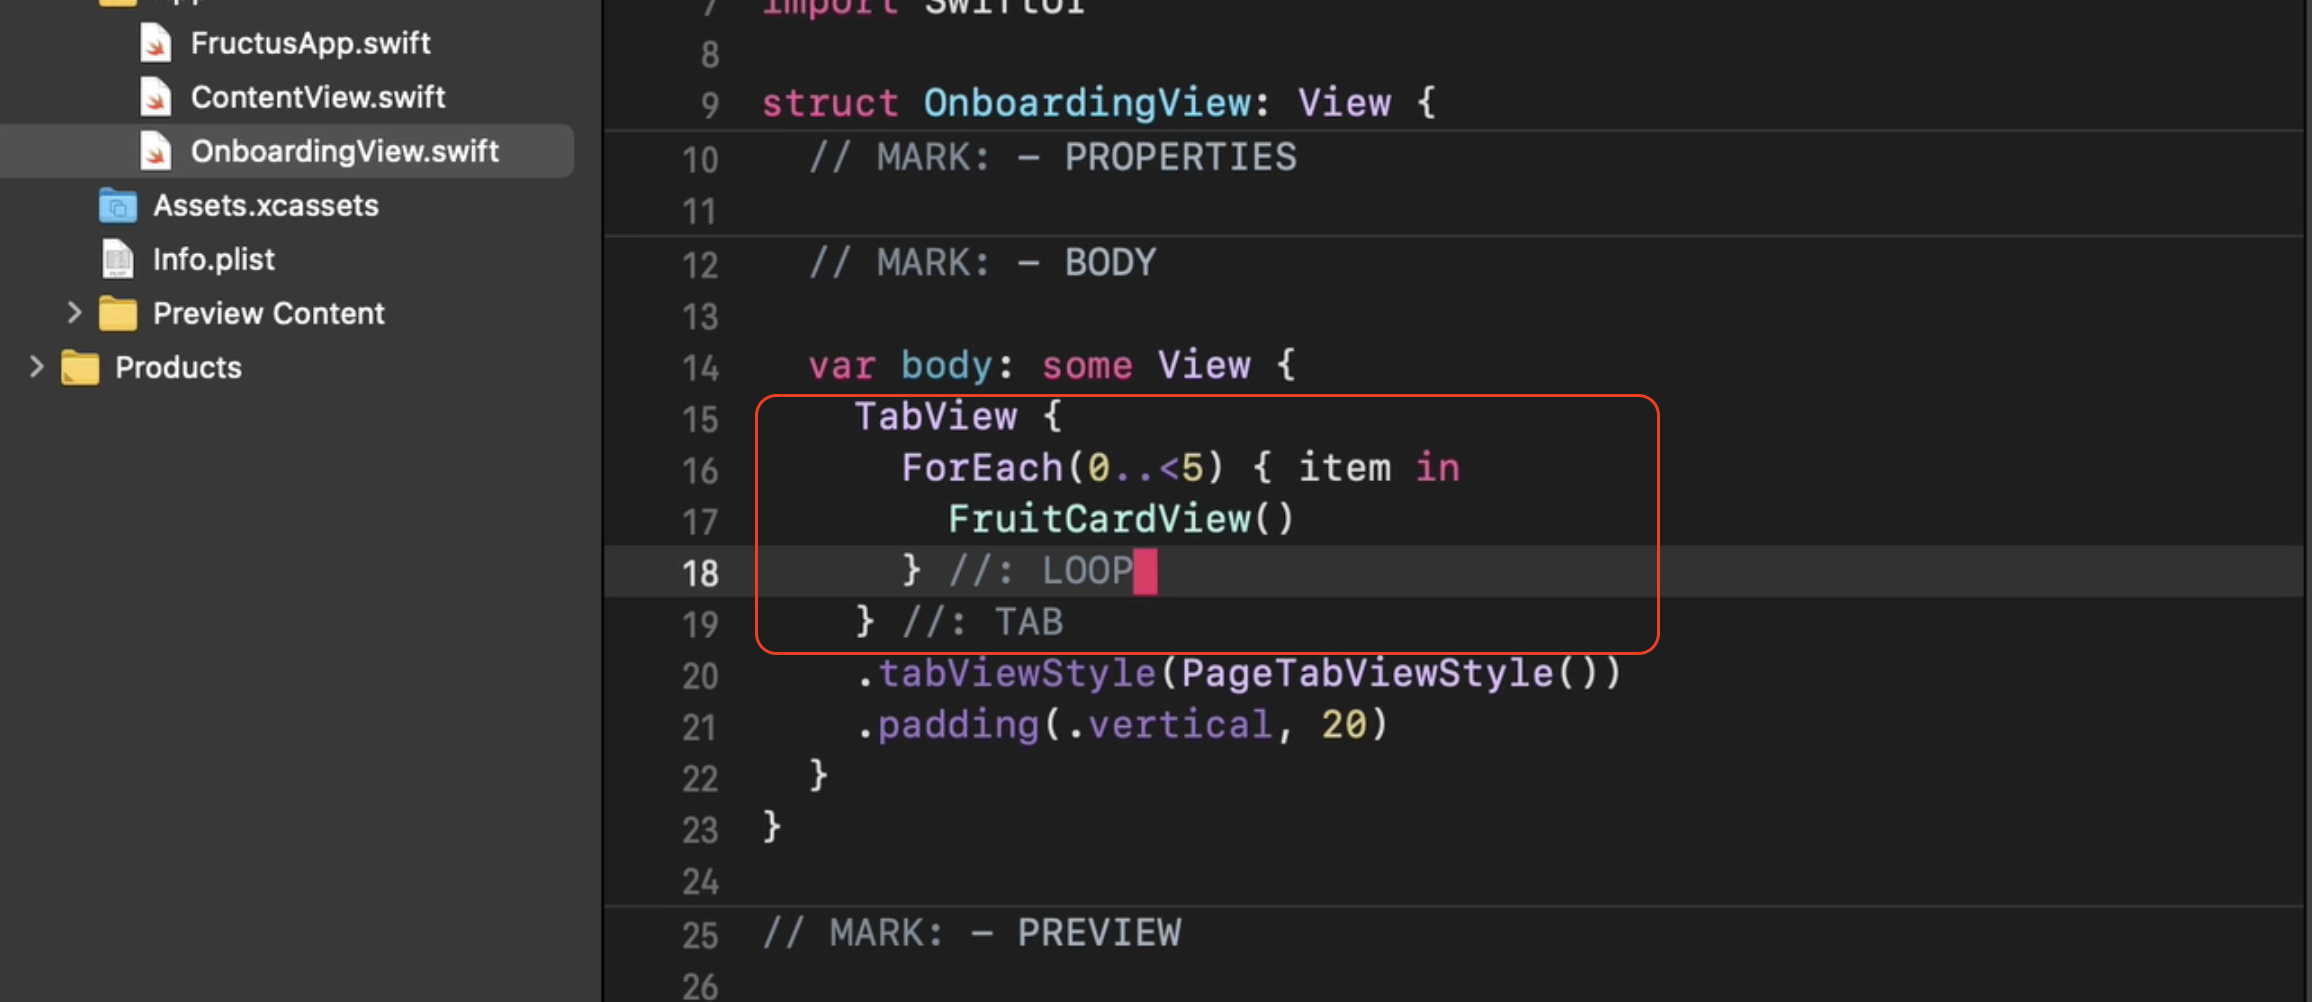 FructusApp.swift
ContentView.swift
OnboardingView.swift
Assets.xcassets
Info.plist
Preview Content
Products
7 import SwiftUI
8
9 struct OnboardingView: View {
10 // MARK: – PROPERTIES
11
12 // MARK: – BODY
13
14 var body: some View {
15 TabView {
16 ForEach(0..<5) { item in
17 FruitCardView()
18 } //: LOOP
19 } //: TAB
20 .tabViewStyle(PageTabViewStyle())
21 .padding(.vertical, 20)
22 }
23 }
24
25 // MARK: – PREVIEW
26